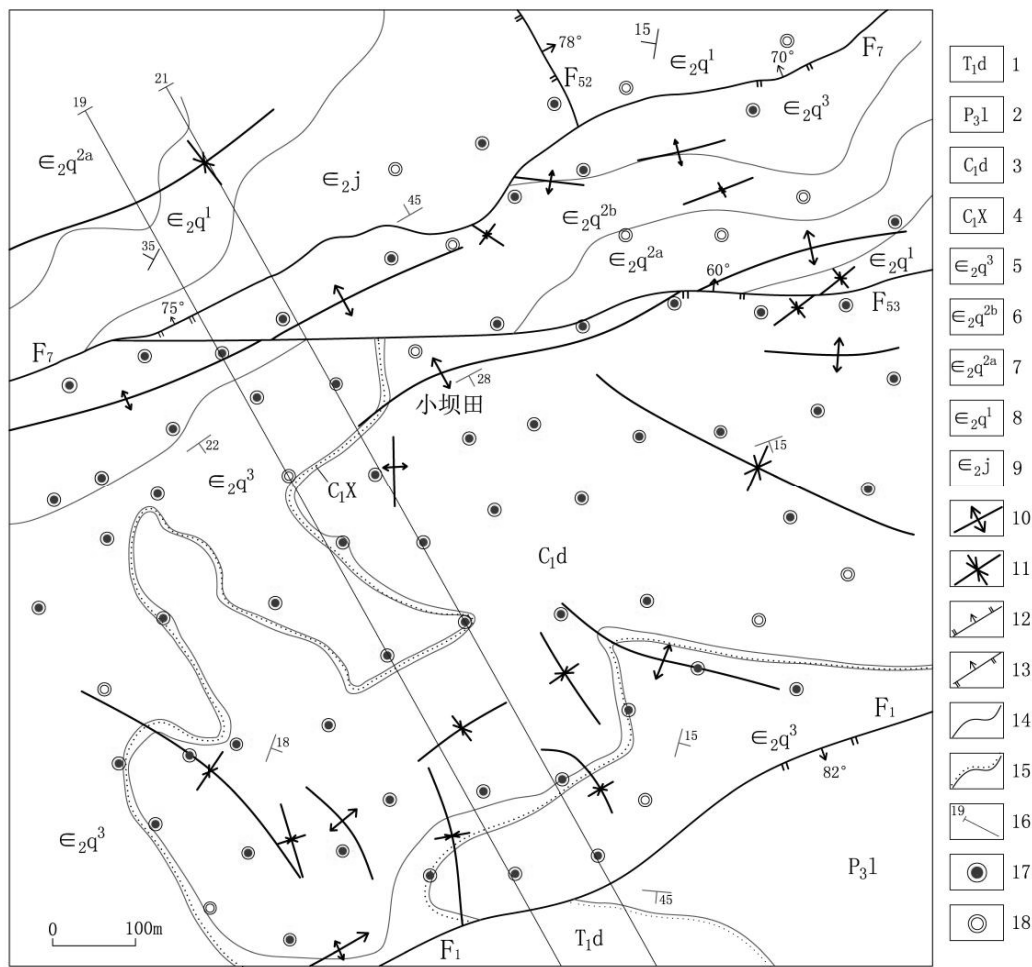 15
∈₂q¹
F₇
78°
F₅₂
70°
21
19
∈₂q³
∈₂q²ᵃ
∈₂j
∈₂q¹
45
∈₂q²ᵇ
35
∈₂q²ᵃ
∈₂q¹
60°
75°
F₅₃
F₇
28
小坝田
22
15
∈₂q³
C₁X
C₁d
F₁
18
15
∈₂q³
82°
∈₂q³
P₃l
45
0 100m
F₁
T₁d
T₁d 1
P₃l 2
C₁d 3
C₁X 4
∈₂q³ 5
∈₂q²ᵇ 6
∈₂q²ᵃ 7
∈₂q¹ 8
∈₂j 9
10
11
12
13
14
15
19 16
17
18